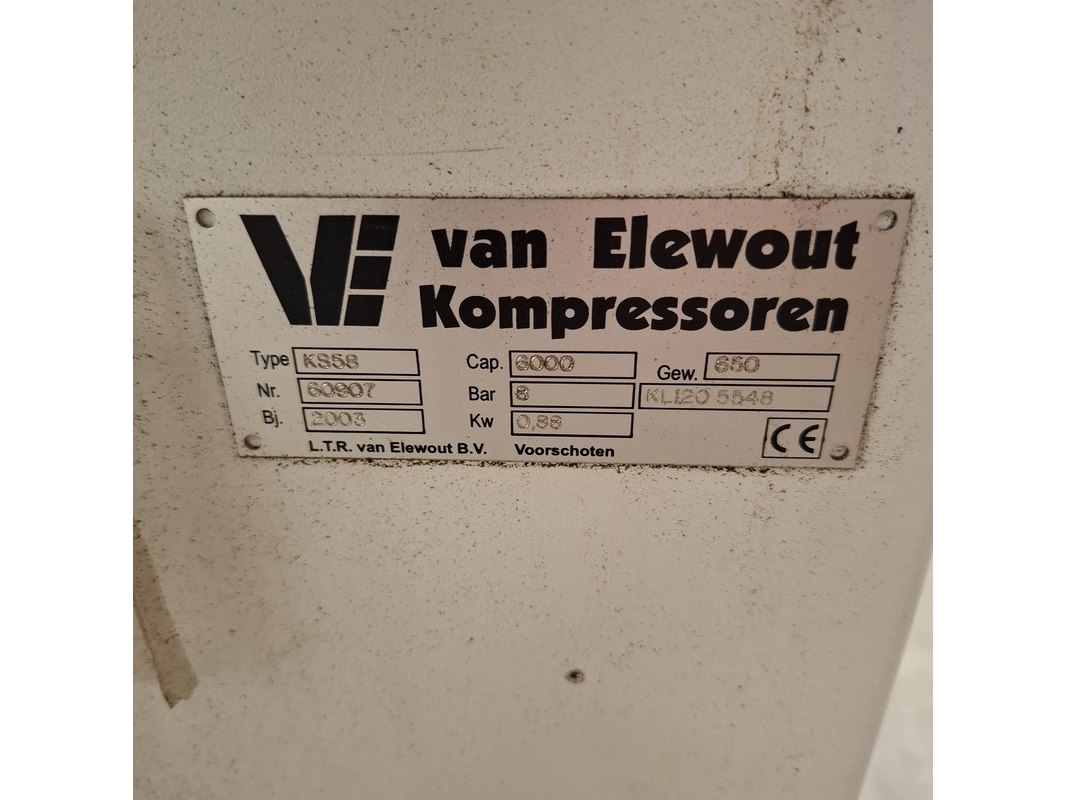 VE van Elewout
Kompressoren
Type KS58 Cap. 6000 Gew. 650
Nr. 60907 Bar 8 KL120 5548
Bj. 2003 Kw 0,88
L.T.R. van Elewout B.V. Voorschoten CE